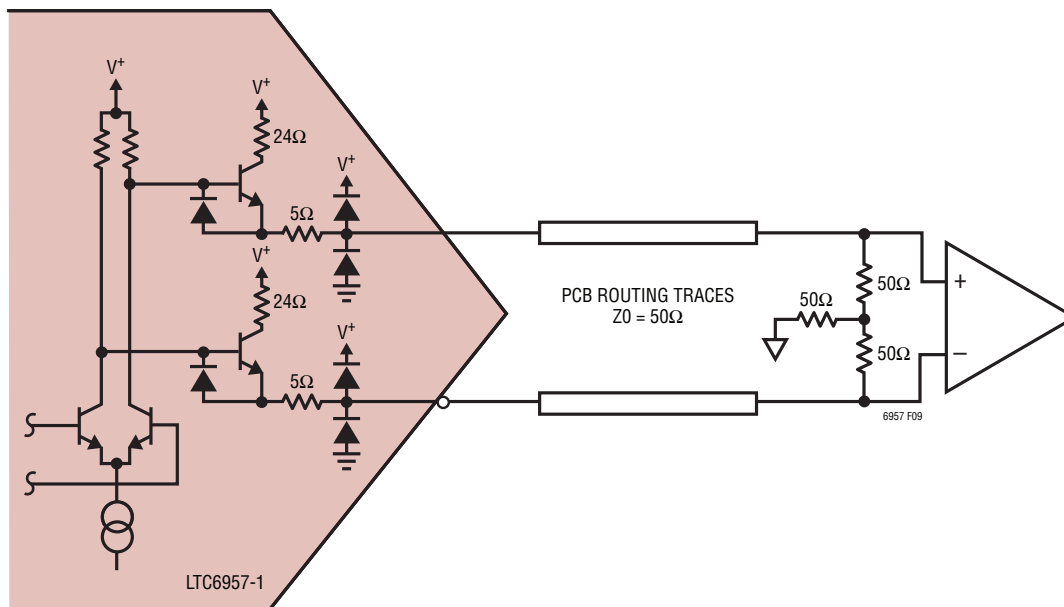 V+
V+
24Ω
V+
5Ω
V+
24Ω
V+
5Ω
PCB ROUTING TRACES
Z0 = 50Ω
50Ω
50Ω
50Ω
+
−
6957 F09
LTC6957-1